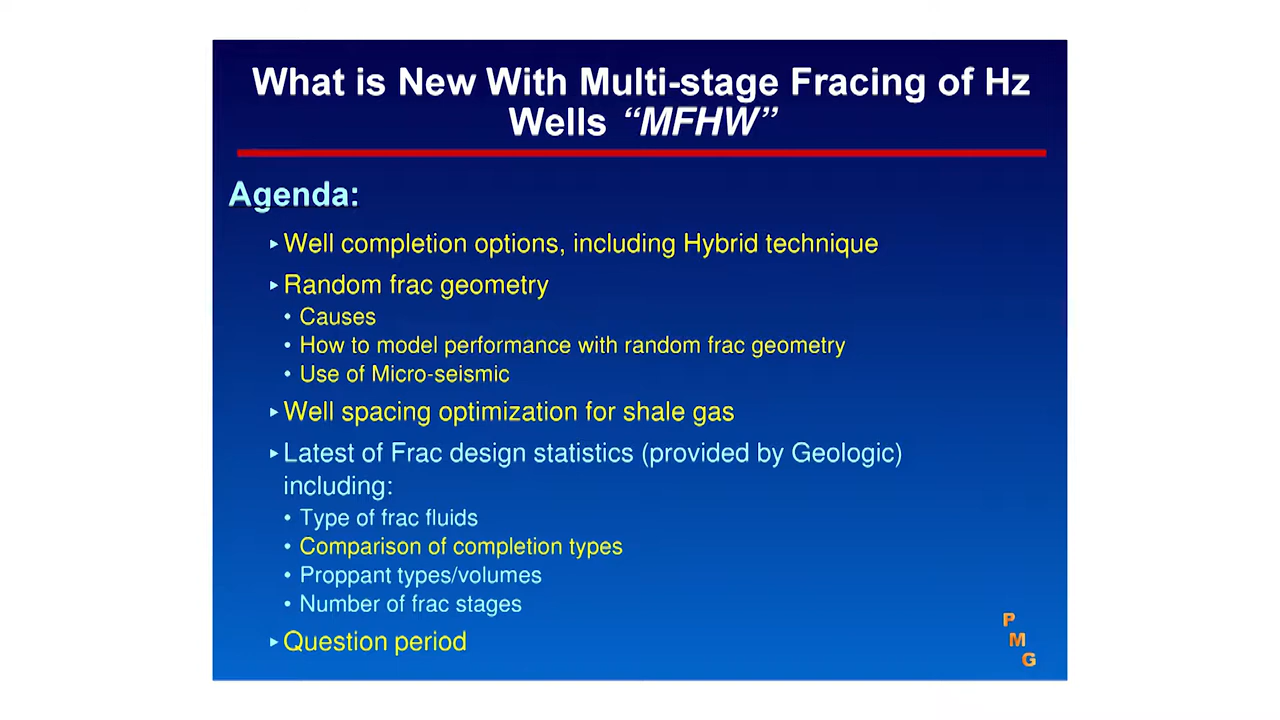 What is New With Multi-stage Fracing of Hz
Wells “MFHW”
Agenda:
▸Well completion options, including Hybrid technique
▸Random frac geometry
• Causes
• How to model performance with random frac geometry
• Use of Micro-seismic
▸Well spacing optimization for shale gas
▸Latest of Frac design statistics (provided by Geologic)
including:
• Type of frac fluids
• Comparison of completion types
• Proppant types/volumes
• Number of frac stages
▸Question period
P
M
G